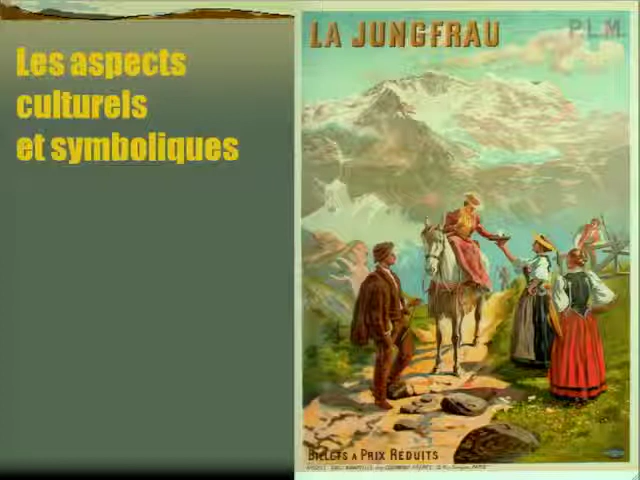 Les aspects
culturels
et symboliques
LA JUNGFRAU
P.L.M.
BILLETS A PRIX REDUITS